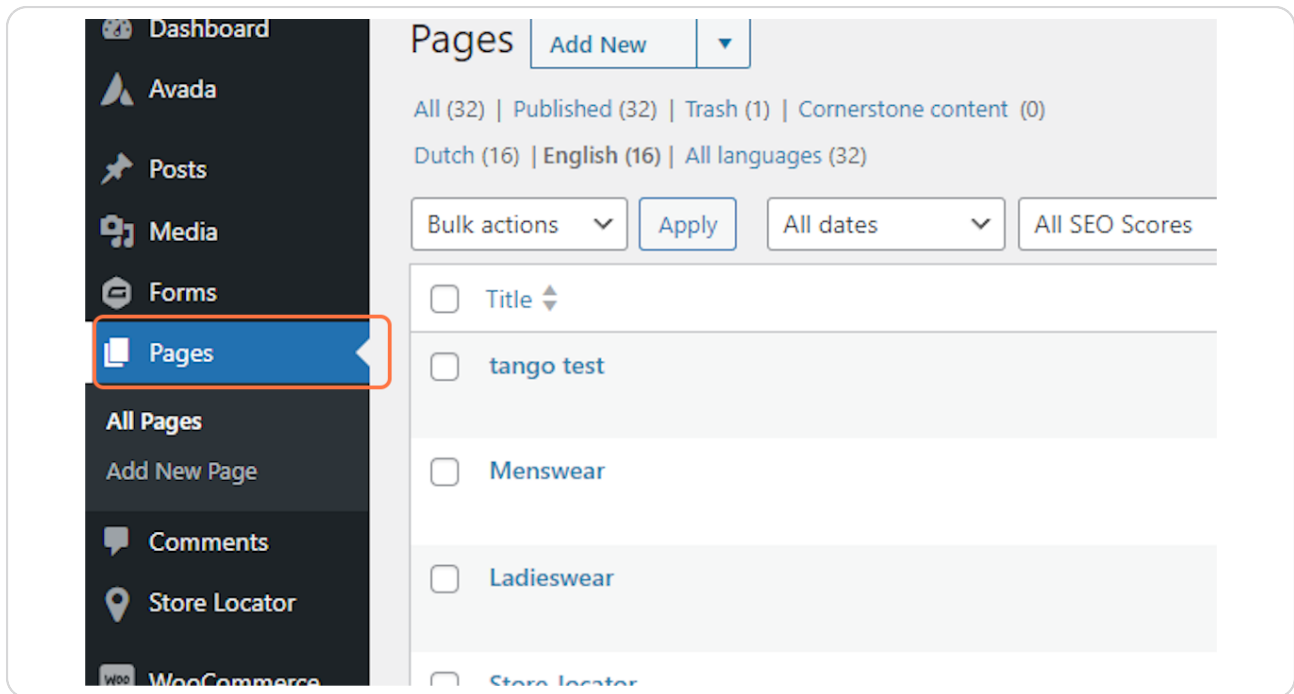 Dashboard
Avada
Posts
Media
Forms
Pages
All Pages
Add New Page
Comments
Store Locator
WooCommerce
Pages Add New
All (32) | Published (32) | Trash (1) | Cornerstone content (0)
Dutch (16) | English (16) | All languages (32)
Bulk actions Apply All dates All SEO Scores
Title
tango test
Menswear
Ladieswear
Store-locator